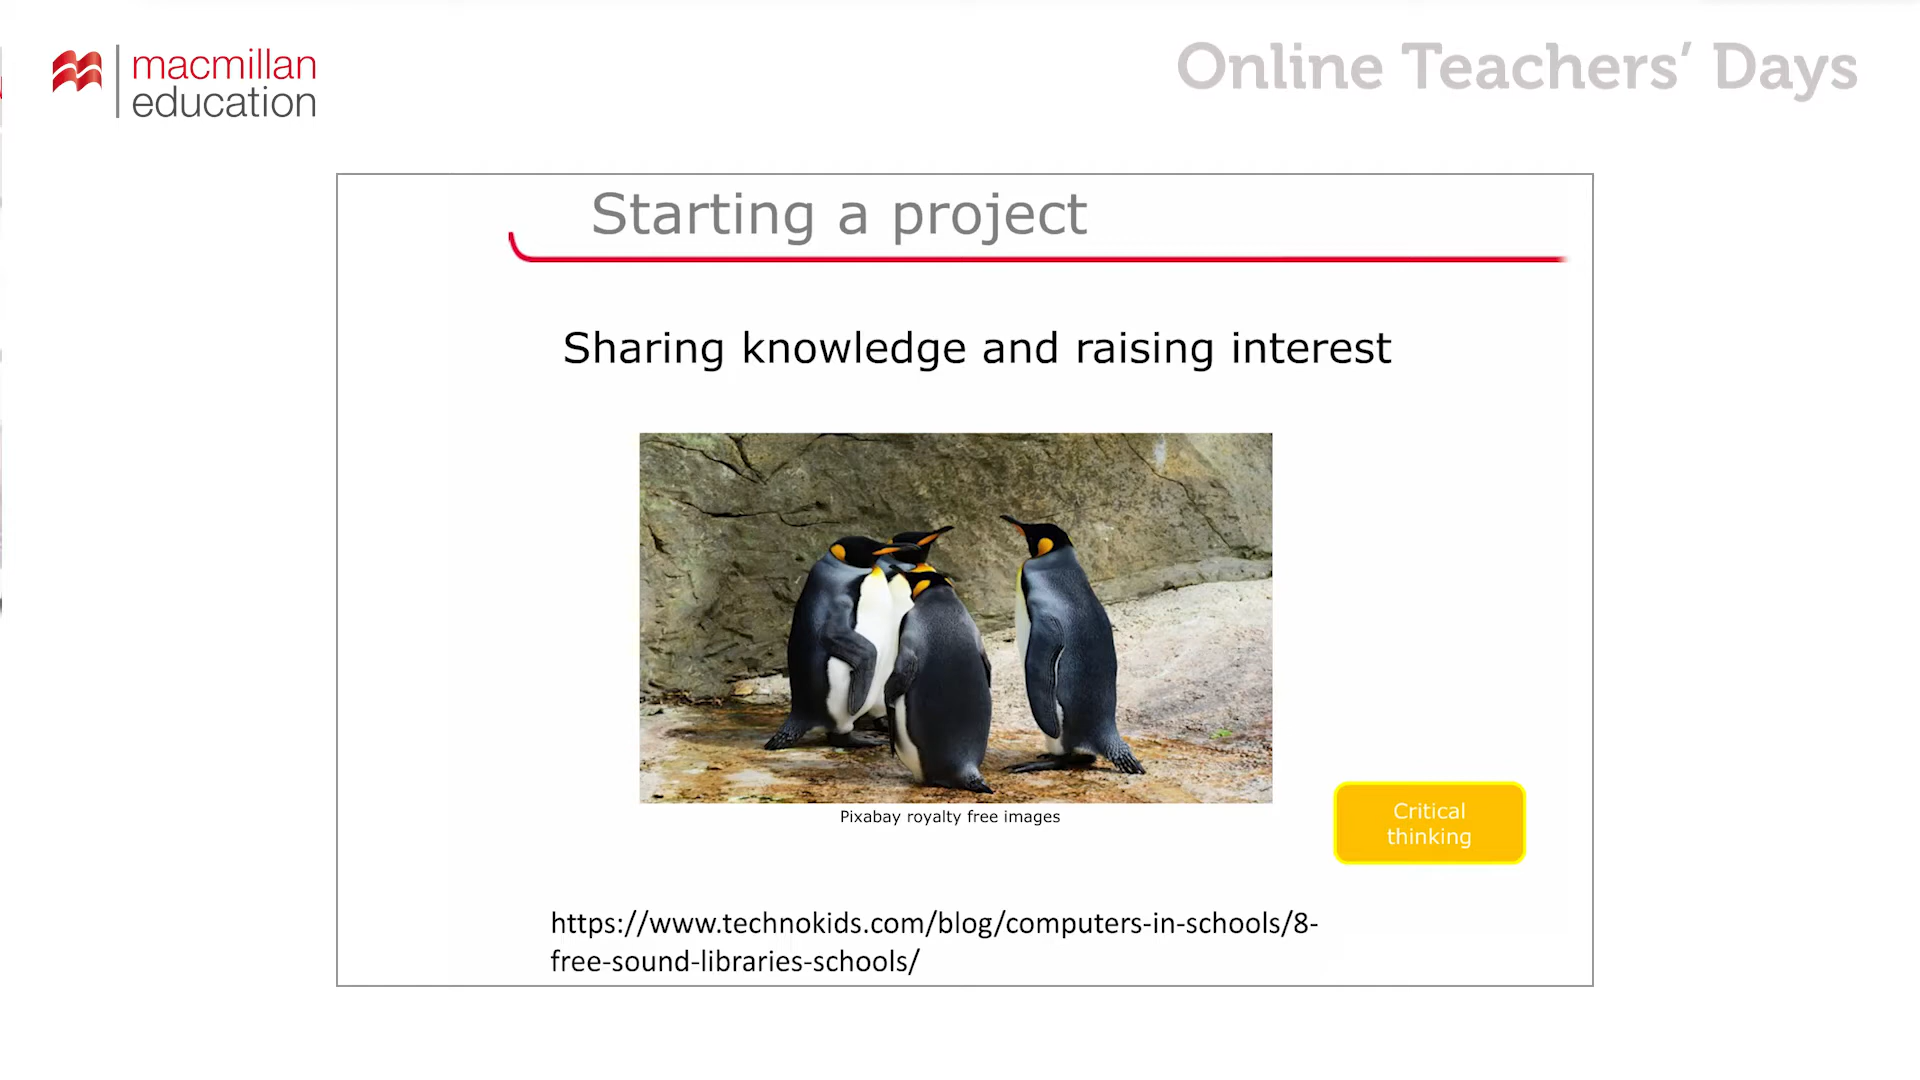 macmillan
education
Online Teachers’ Days
Starting a project
Sharing knowledge and raising interest
Pixabay royalty free images
Critical
thinking
https://www.technokids.com/blog/computers-in-schools/8-
free-sound-libraries-schools/